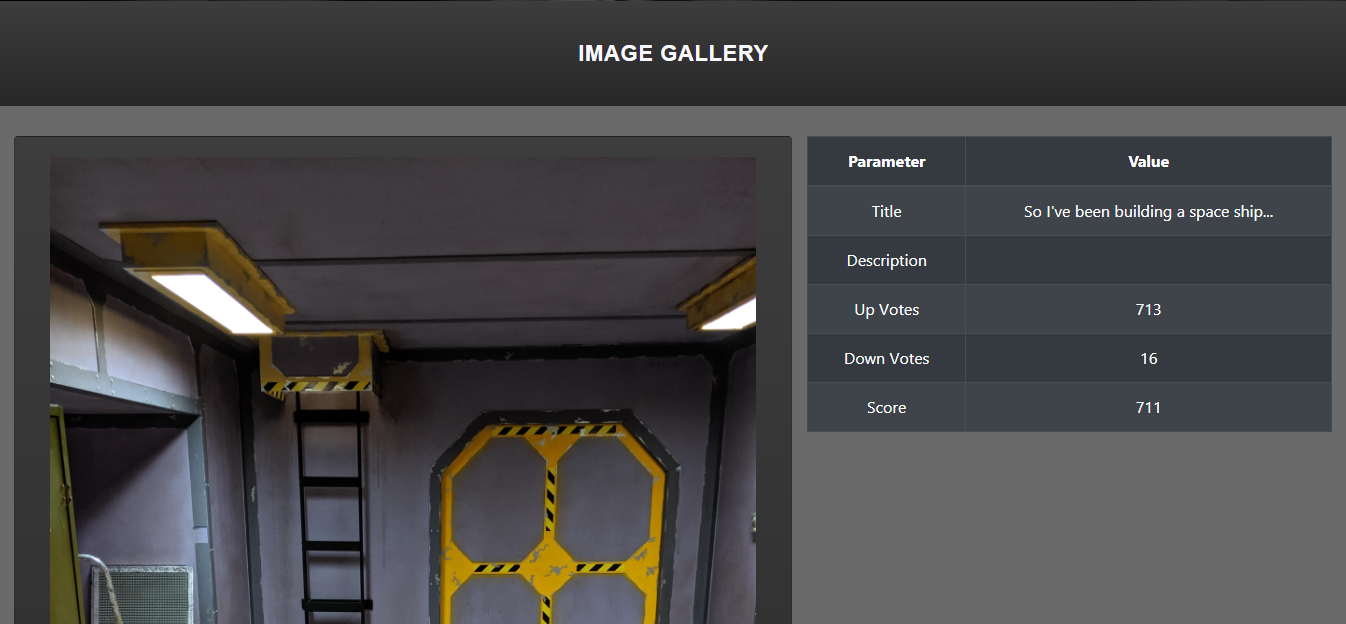 IMAGE GALLERY
Parameter Value
Title So I've been building a space ship...
Description
Up Votes 713
Down Votes 16
Score 711